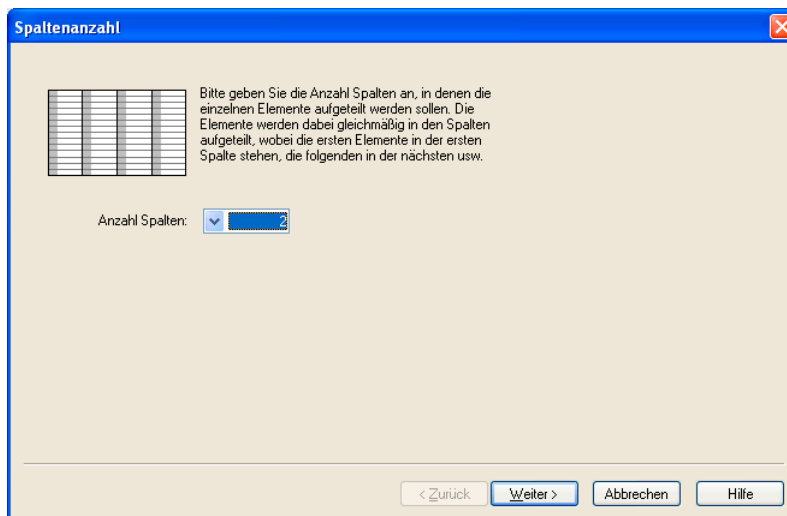 Spaltenanzahl
Bitte geben Sie die Anzahl Spalten an, in denen die
einzelnen Elemente aufgeteilt werden sollen. Die
Elemente werden dabei gleichmäßig in den Spalten
aufgeteilt, wobei die ersten Elemente in der ersten
Spalte stehen, die folgenden in der nächsten usw.
Anzahl Spalten: 2
< Zurück Weiter > Abbrechen Hilfe